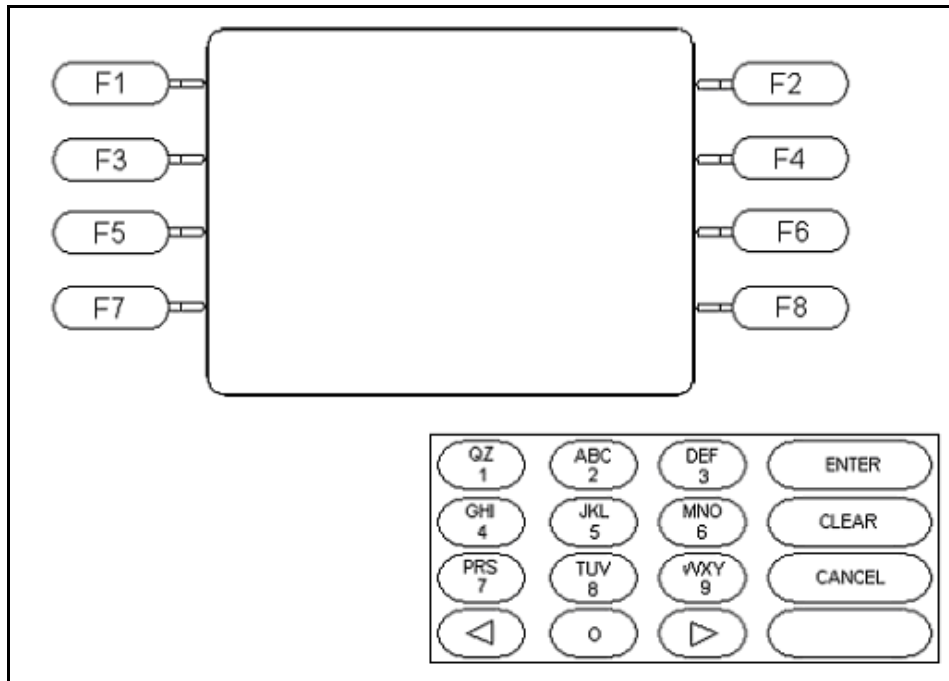 F1
F2
F3
F4
F5
F6
F7
F8
QZ
1
ABC
2
DEF
3
ENTER
GHI
4
JKL
5
MNO
6
CLEAR
PRS
7
TUV
8
WXY
9
CANCEL
0